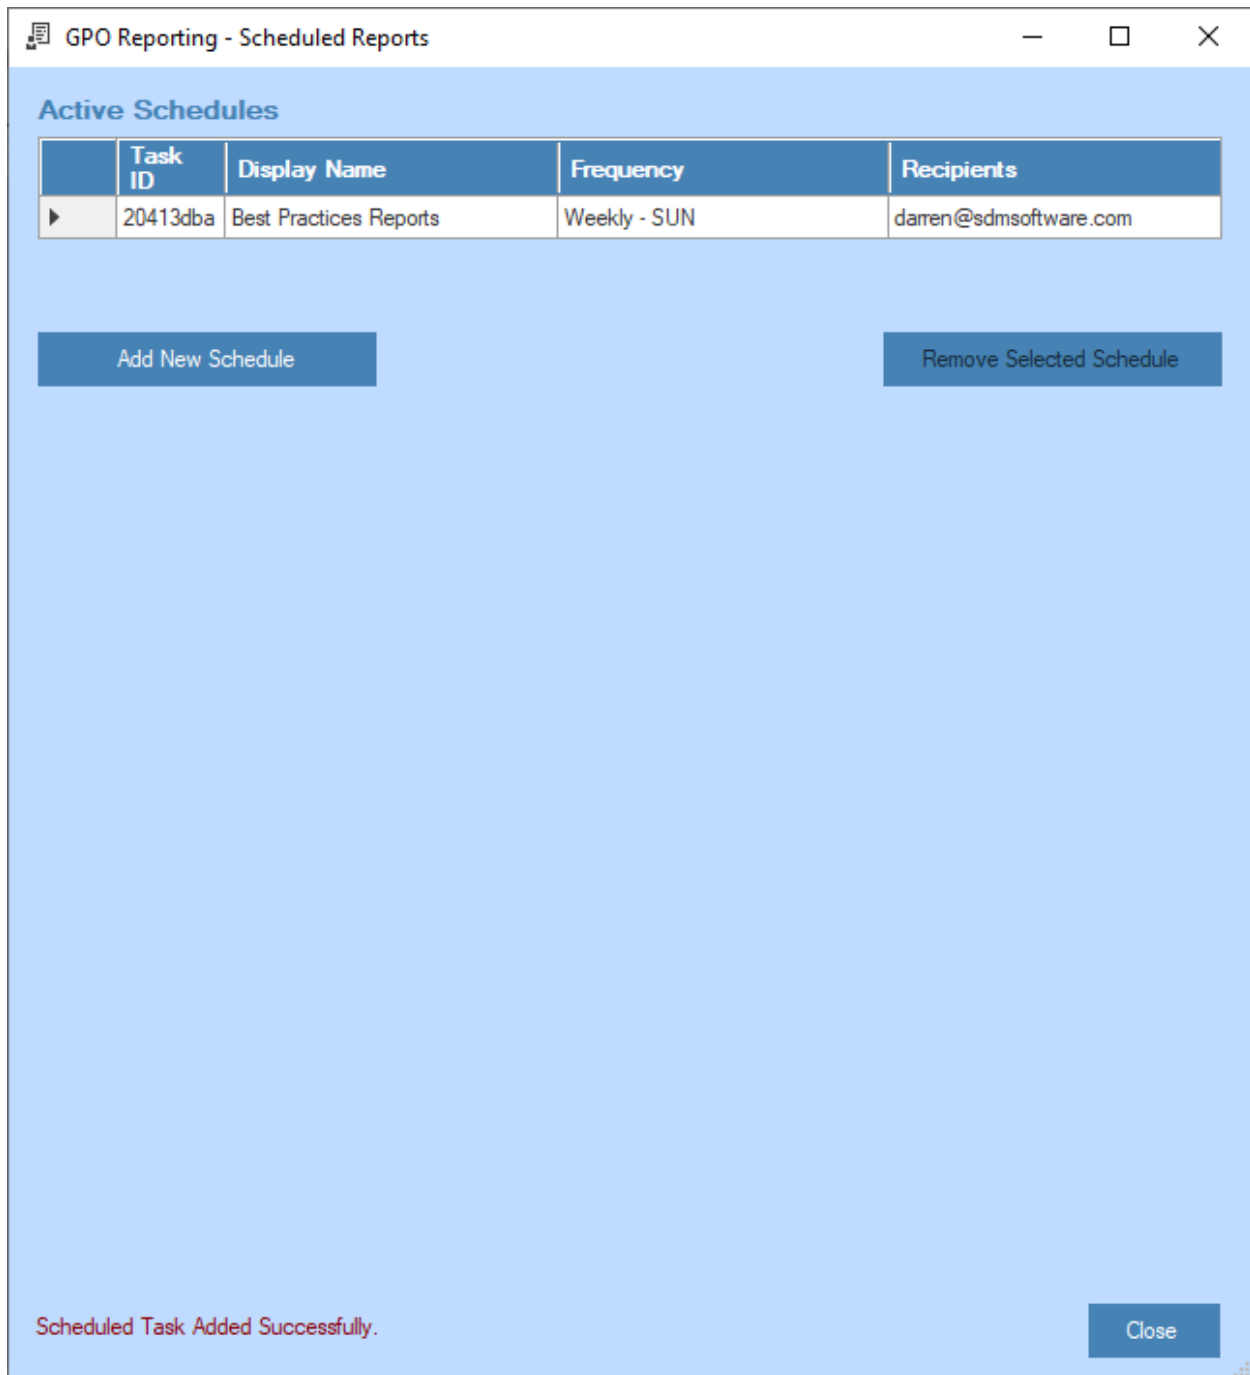 GPO Reporting - Scheduled Reports
Active Schedules
Task ID Display Name Frequency Recipients
20413dba Best Practices Reports Weekly - SUN darren@sdmsoftware.com
Add New Schedule Remove Selected Schedule
Scheduled Task Added Successfully.
Close